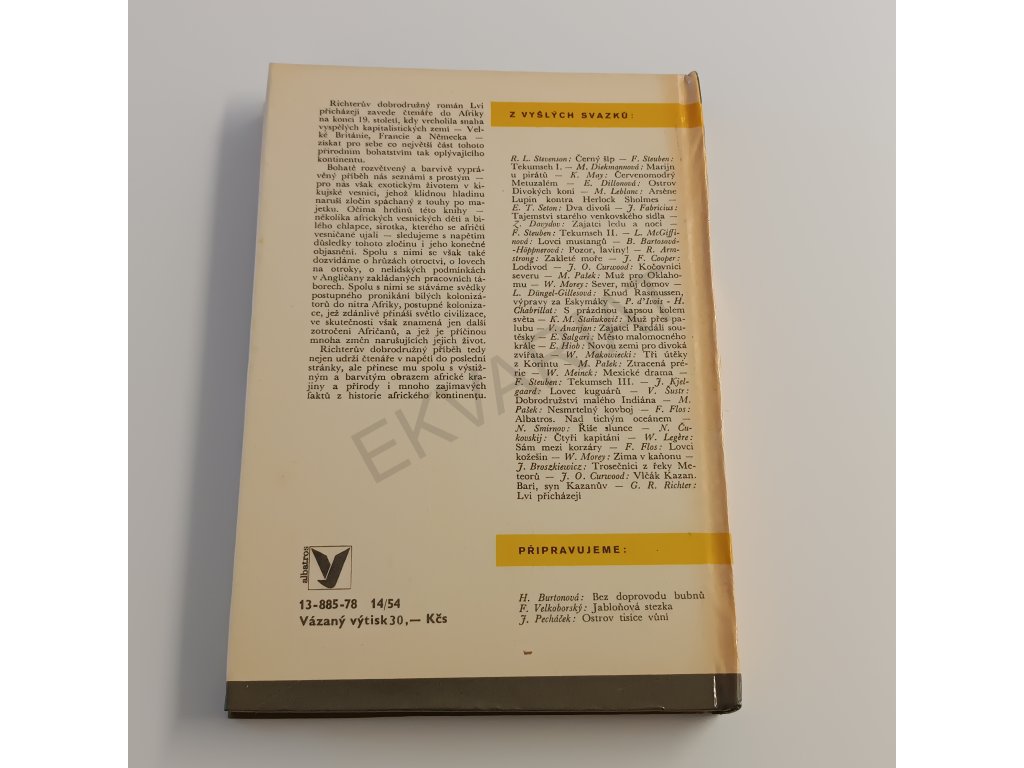 Richterův dobrodružný román Lvi
přicházejí zavede čtenáře do Afriky
na konci 19. století, kdy vrcholila snaha
vyspělých kapitalistických zemí — Vel-
ké Británie, Francie a Německa —
získat pro sebe co největší část tohoto
přírodním bohatstvím tak oplývajícího
kontinentu.
Bohatě rozvětvený a barvivě vyprá-
věný příběh nás seznámí s prostým —
pro nás však exotickým životem v ki-
kujské vesnici, jehož klidnou hladinu
naruší zločin spáchaný z touhy po ma-
jetku. Očima hrdinů této knihy —
několika afrických vesnických dětí a bí-
lého chlapce, sirotka, kterého se afričtí
vesničané ujali — sledujeme s napětím
důsledky tohoto zločinu i jeho konečné
objasnění. Spolu s nimi se však také
dozvídáme o hrůzách otroctví, o lovech
na otroky, o nelidských podmínkách
v Angličany zakládaných pracovních tá-
borech. Spolu s nimi se stáváme svědky
postupného pronikání bílých kolonizá-
torů do nitra Afriky, postupné koloniza-
ce, jež zdánlivě přináší světlo civilizace,
ve skutečnosti však znamená jen další
zotročení Afričanů, a jež je příčinou
mnoha změn narušujících jejich život.
Richterův dobrodružný příběh tedy
nejen udrží čtenáře v napětí do poslední
stránky, ale přinese mu spolu s výstiž-
ným a barvitým obrazem africké kra-
jiny a přírody i mnoho zajímavých
faktů z historie afrického kontinentu.
albatros
13-885-78 14/54
Vázaný výtisk 30,— Kčs
Z VYŠLÝCH SVAZKŮ:
R. L. Stevenson: Černý šíp — F. Steuben:
Tekumseh I. — M. Diekmannová: Marijn
u pirátů — K. May: Červenomodrý
Metuzalém — E. Dillonová: Ostrov
Divokých koní — M. Leblanc: Arsène
Lupin kontra Herlock Sholmes —
E. T. Seton: Dva divoši — J. Fabricius:
Tajemství starého venkovského sídla —
Z. Davydov: Zajatci ledu a noci —
F. Steuben: Tekumseh II. — L. McGiffi-
nová: Lovci mustangů — B. Bartosová-
-Höppnerová: Pozor, laviny! — R. Arm-
strong: Zakleté moře — J. F. Cooper:
Lodivod — J. O. Curwood: Kočovníci
severu — M. Pašek: Muž pro Oklaho-
mu — W. Morey: Sever, můj domov —
L. Düngel-Gillesová: Knud Rasmussen,
výpravy za Eskymáky — P. d'Ivois - H.
Chabrillat: S prázdnou kapsou kolem
světa — K. M. Staňukovič: Muž přes pa-
lubu — V. Ananjan: Zajatci Pardálí sou-
těsky — E. Salgari: Město malomocného
krále — E. Hiob: Novou zemi pro divoká
zvířata — W. Makowiecki: Tři útěky
z Korintu — M. Pašek: Ztracená pré-
rie — W. Meinck: Mexické drama —
F. Steuben: Tekumseh III. — J. Kjel-
gaard: Lovec kuguárů — V. Šustr:
Dobrodružství malého Indiána — M.
Pašek: Nesmrtelný kovboj — F. Flos:
Albatros. Nad tichým oceánem —
N. Smirnov: Říše slunce — N. Ču-
kovskij: Čtyři kapitáni — W. Legère:
Sám mezi korzáry — F. Flos: Lovci
kožešin — W. Morey: Zima v kaňonu —
J. Broszkiewicz: Trosečníci z řeky Me-
teorů — J. O. Curwood: Vlčák Kazan.
Bari, syn Kazanův — G. R. Richter:
Lvi přicházejí
PŘIPRAVUJEME:
H. Burtonová: Bez doprovodu bubnů
F. Velkoborský: Jabloňová stezka
J. Pecháček: Ostrov tisíce vůní